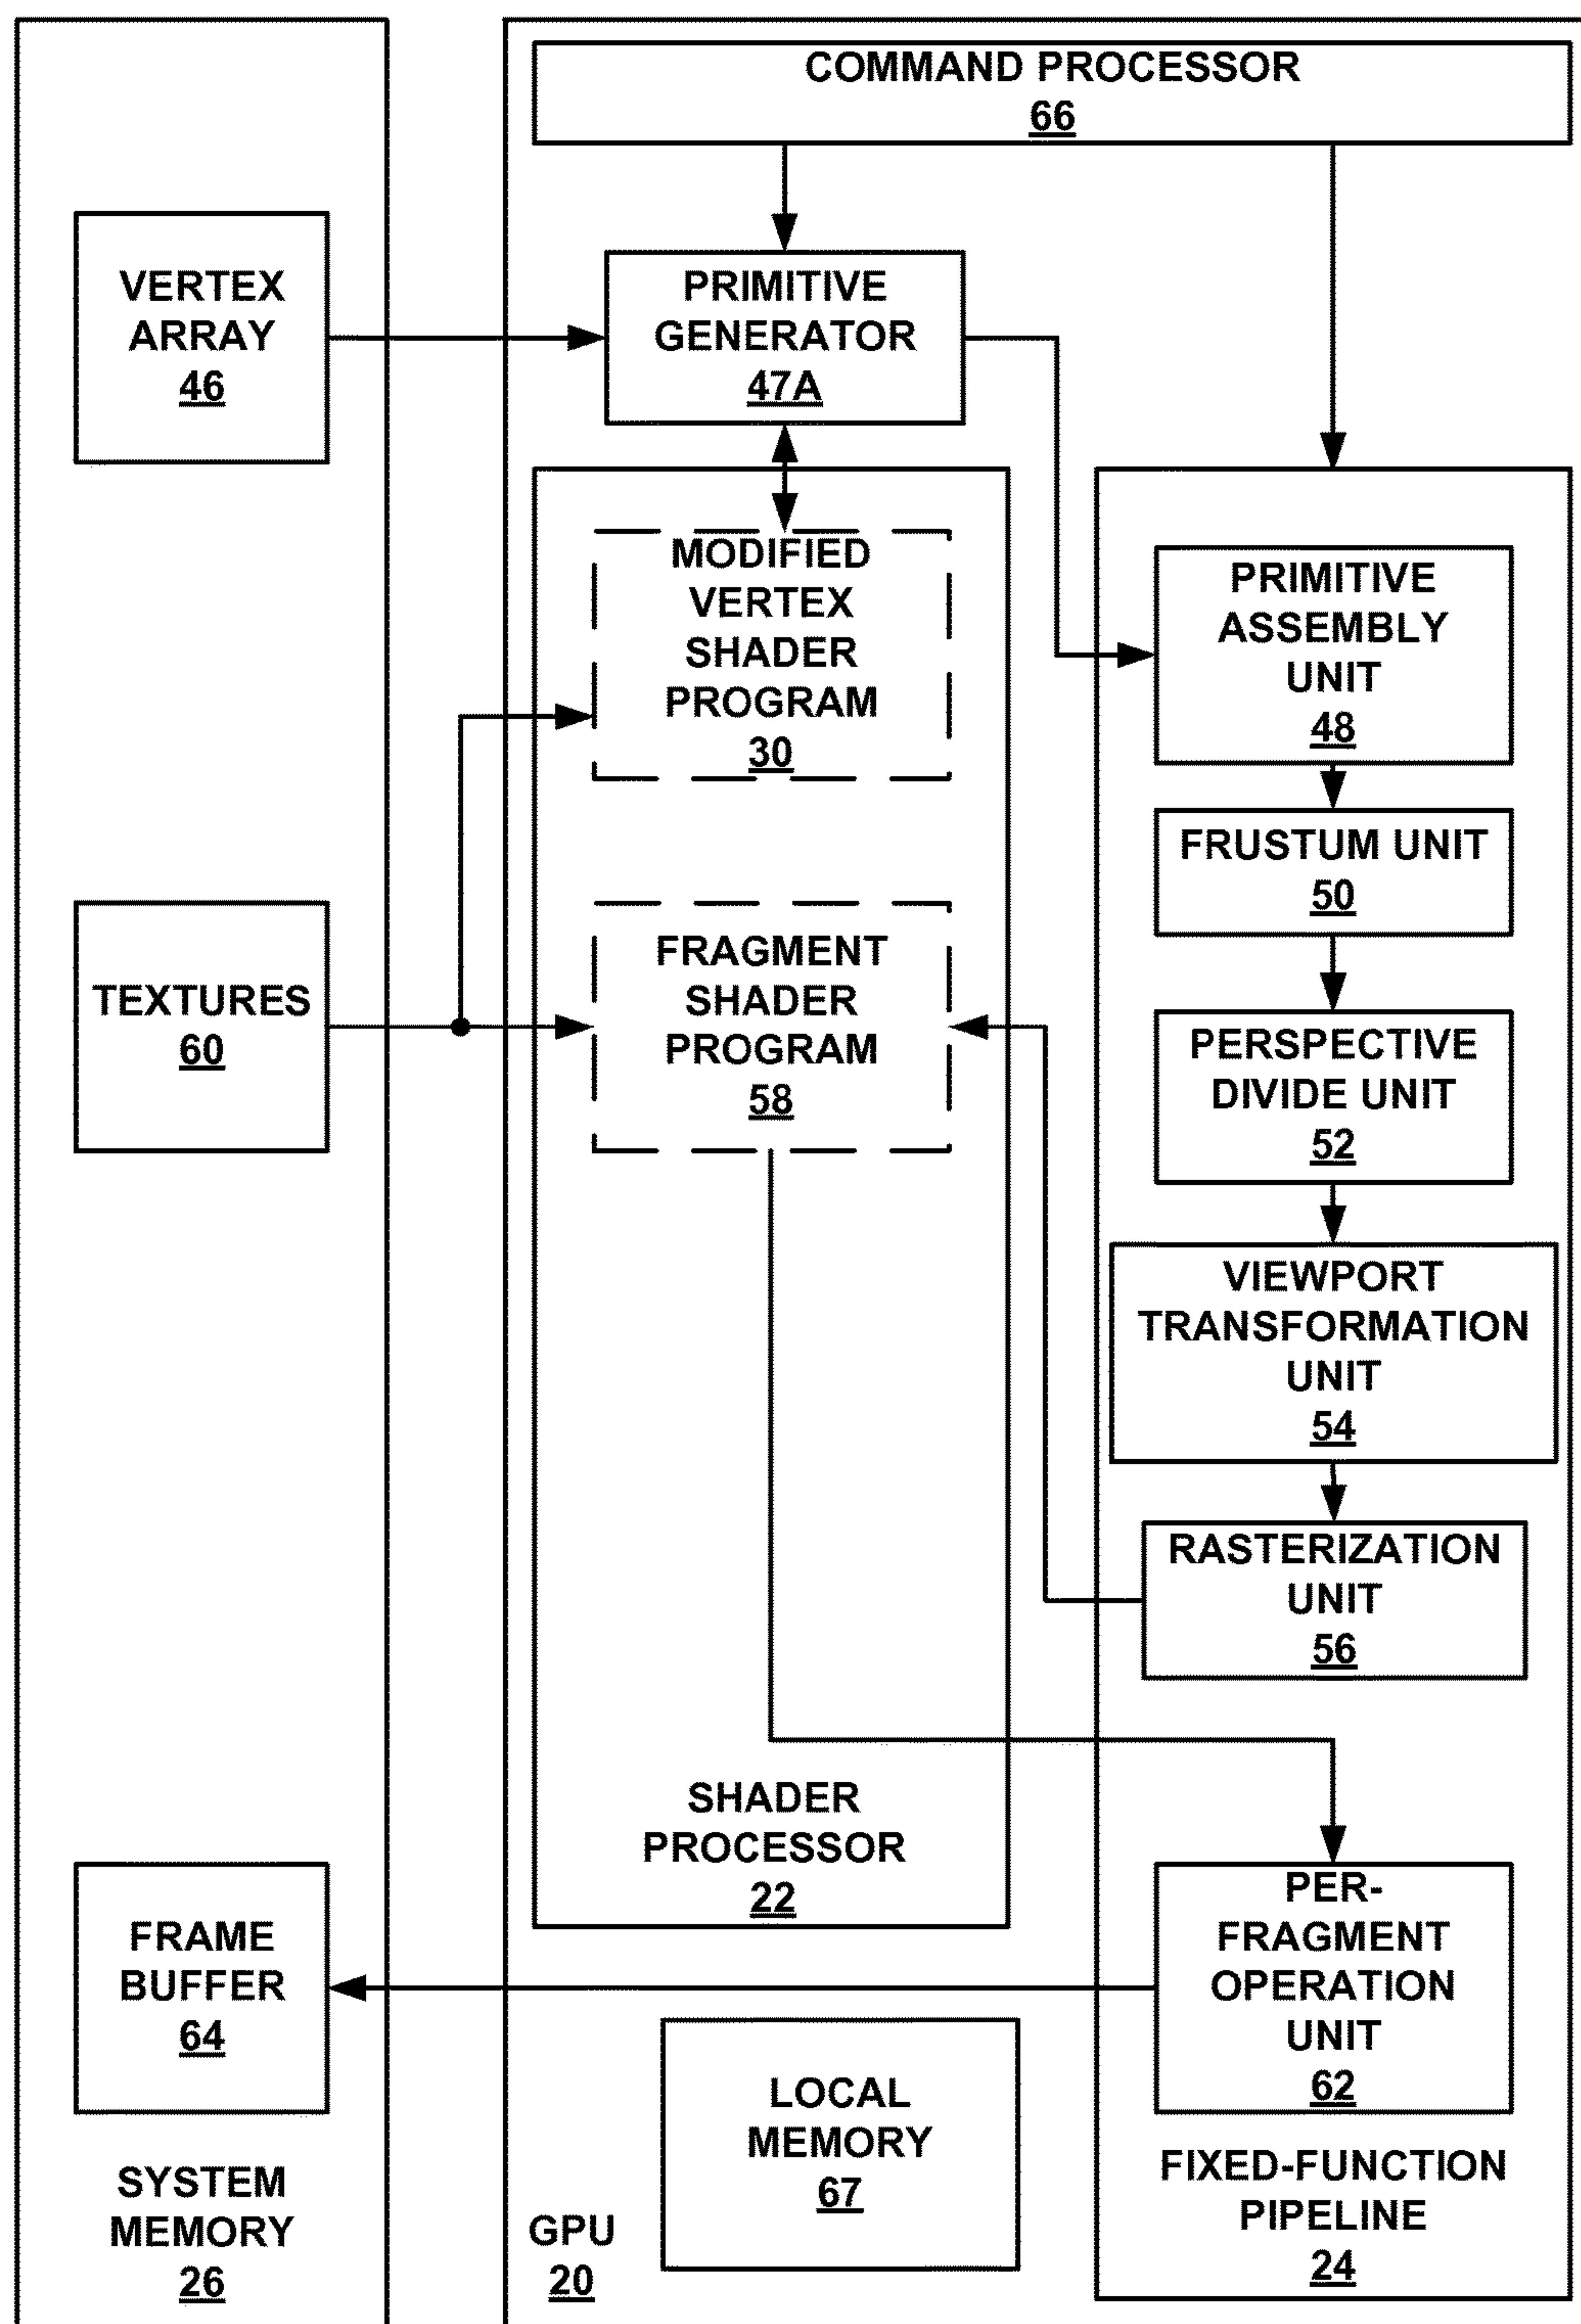 COMMAND PROCESSOR
66
VERTEX
ARRAY
46
PRIMITIVE
GENERATOR
47A
MODIFIED
VERTEX
SHADER
PROGRAM
30
PRIMITIVE
ASSEMBLY
UNIT
48
FRUSTUM UNIT
50
TEXTURES
60
FRAGMENT
SHADER
PROGRAM
58
PERSPECTIVE
DIVIDE UNIT
52
VIEWPORT
TRANSFORMATION
UNIT
54
RASTERIZATION
UNIT
56
SHADER
PROCESSOR
22
FRAME
BUFFER
64
PER-
FRAGMENT
OPERATION
UNIT
62
LOCAL
MEMORY
67
SYSTEM
MEMORY
26
GPU
20
FIXED-FUNCTION
PIPELINE
24